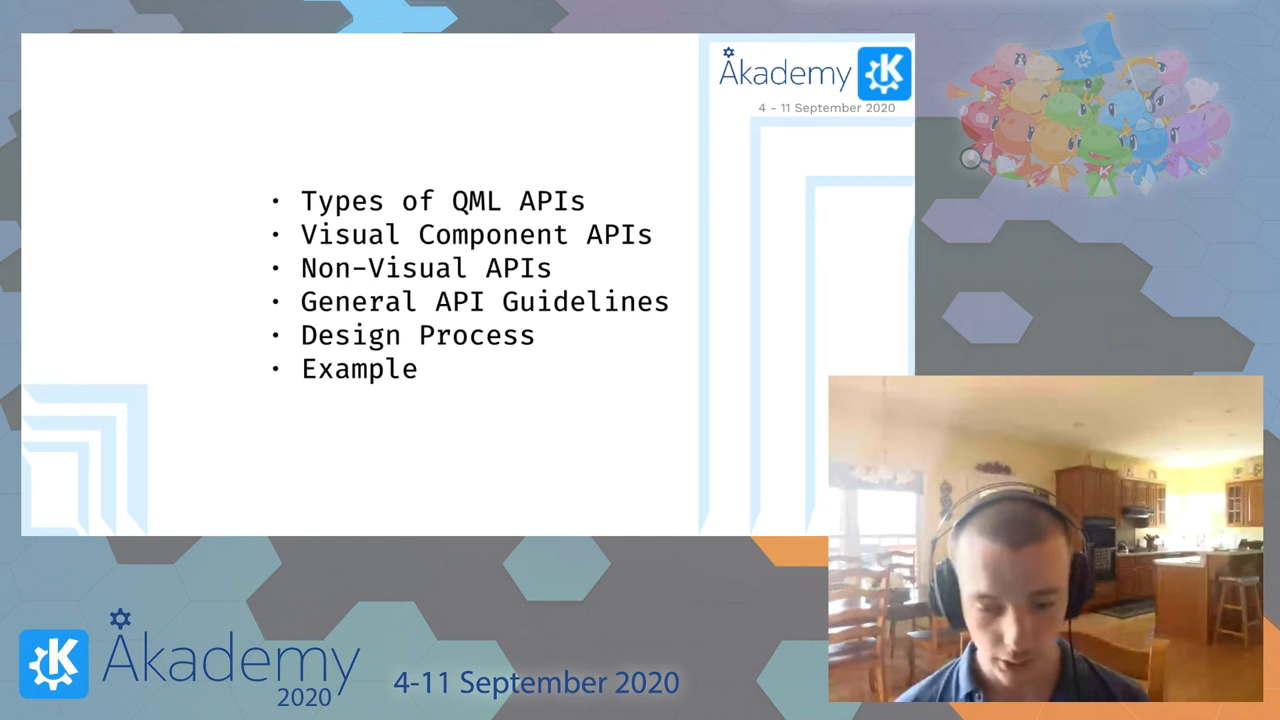 Akademy
4 - 11 September 2020
• Types of QML APIs
• Visual Component APIs
• Non-Visual APIs
• General API Guidelines
• Design Process
• Example
Akademy
2020
4-11 September 2020